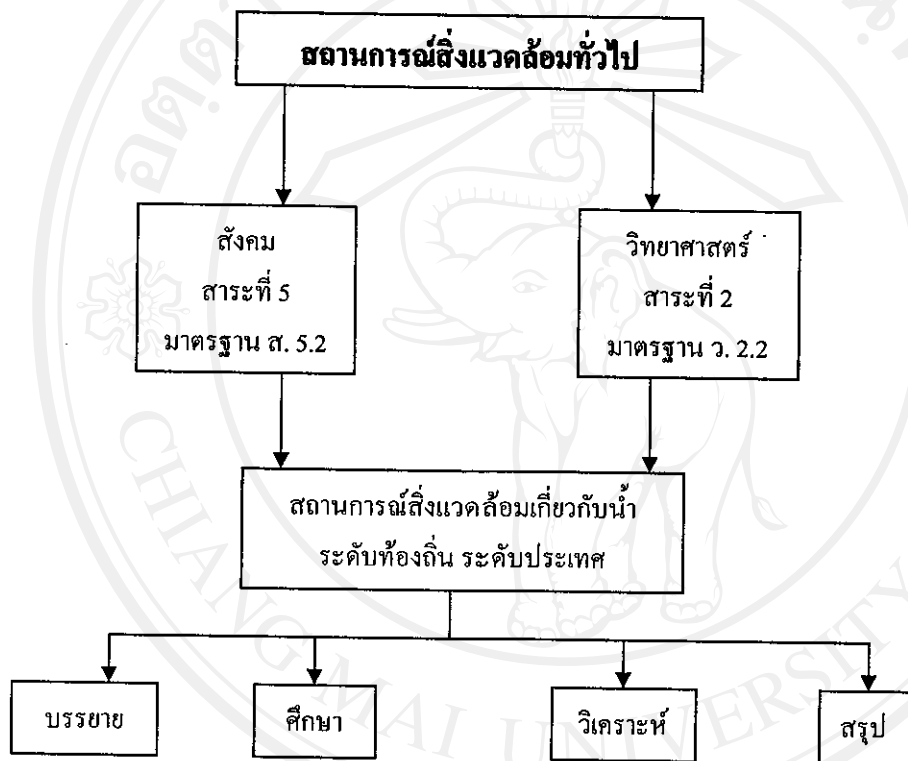 สถานการณ์สิ่งแวดล้อมทั่วไป
สังคม
สาระที่ 5
มาตรฐาน ส. 5.2
วิทยาศาสตร์
สาระที่ 2
มาตรฐาน ว. 2.2
สถานการณ์สิ่งแวดล้อมเกี่ยวกับน้ำ
ระดับท้องถิ่น ระดับประเทศ
บรรยาย
ศึกษา
วิเคราะห์
สรุป
CHIANG MAI UNIVERSITY